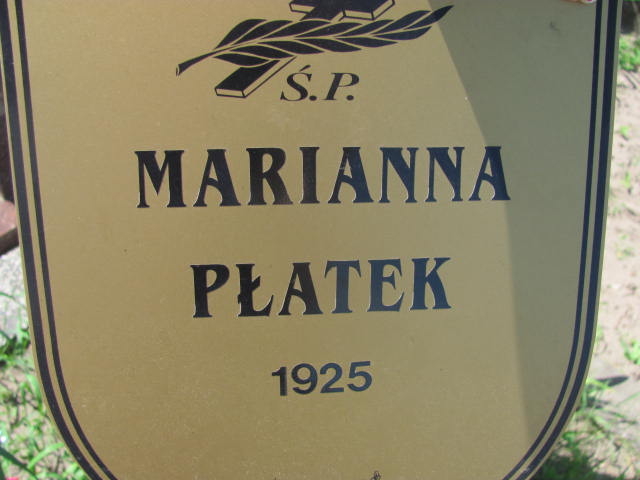 Ś.P.
MARIANNA
PŁATEK
1925